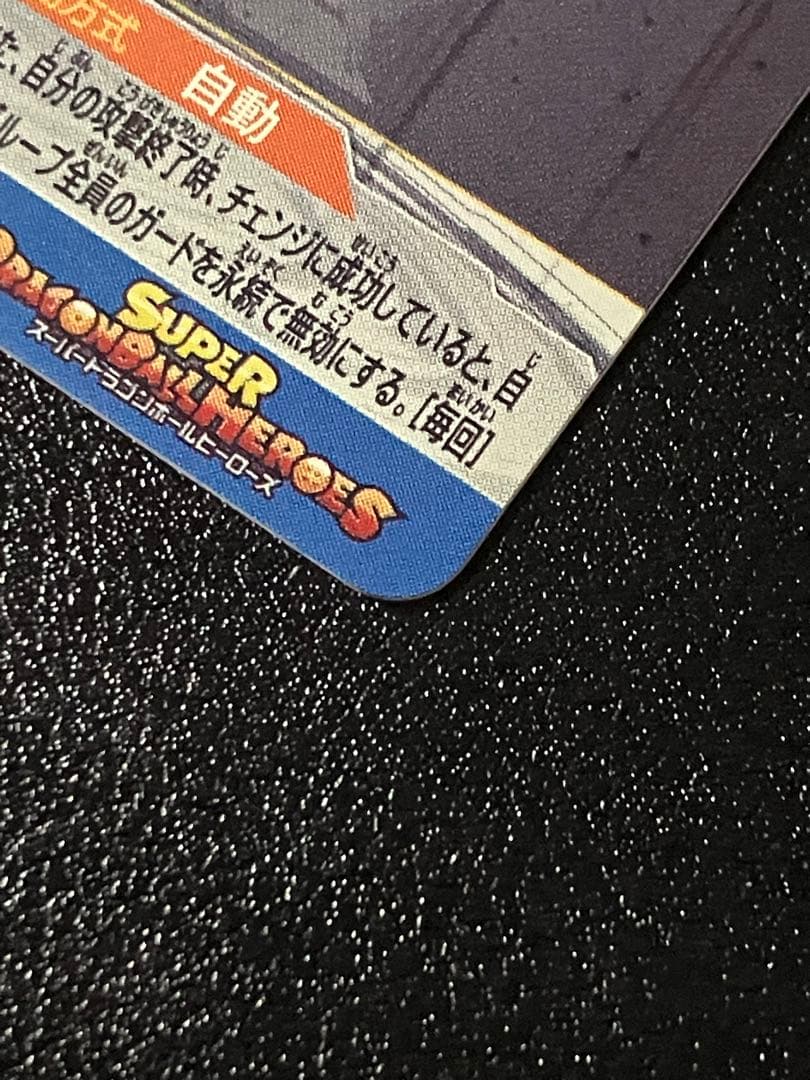 方式 自動
た、自分の攻撃終了時、チェンジに成功していると、自
ループ全員のガードを永続で無効にする。[毎回]
SUPER
DRAGONBALL HEROES
スーパードラゴンボールヒーローズ